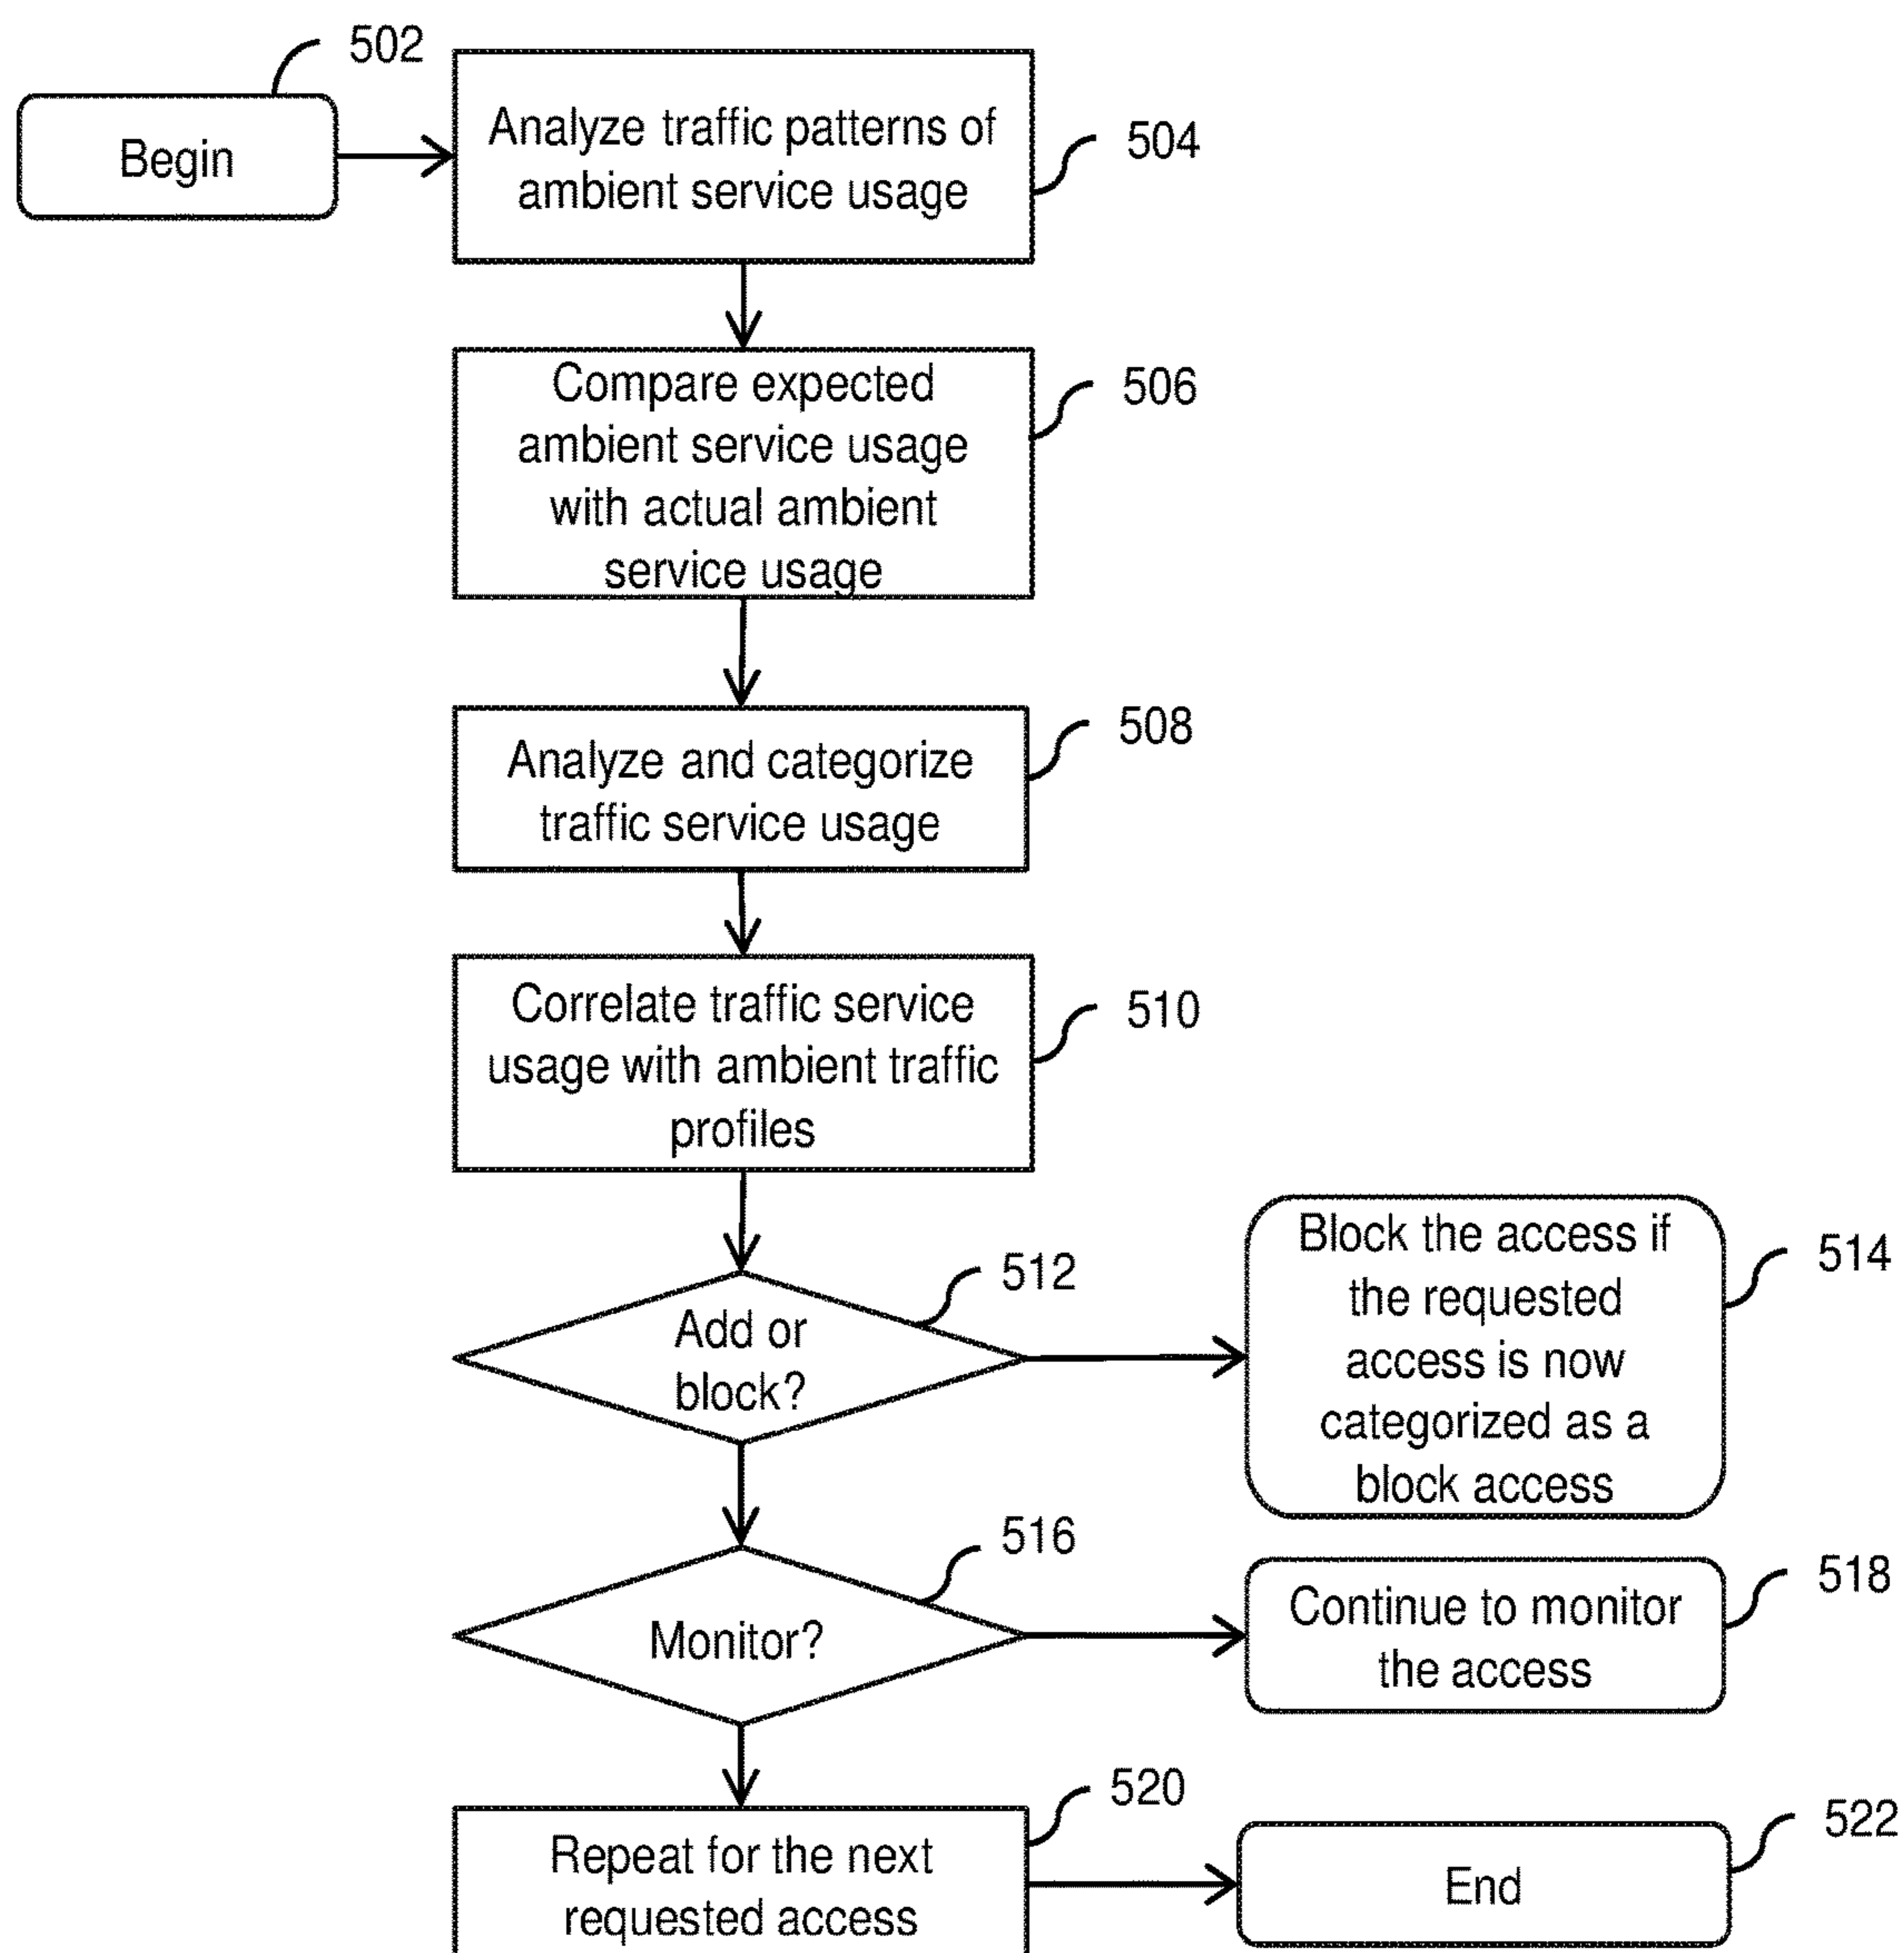 502
Begin
Analyze traffic patterns of
ambient service usage
504
Compare expected
ambient service usage
with actual ambient
service usage
506
Analyze and categorize
traffic service usage
508
Correlate traffic service
usage with ambient traffic
profiles
510
Add or
block?
512
Block the access if
the requested
access is now
categorized as a
block access
514
Monitor?
516
Continue to monitor
the access
518
Repeat for the next
requested access
520
End
522